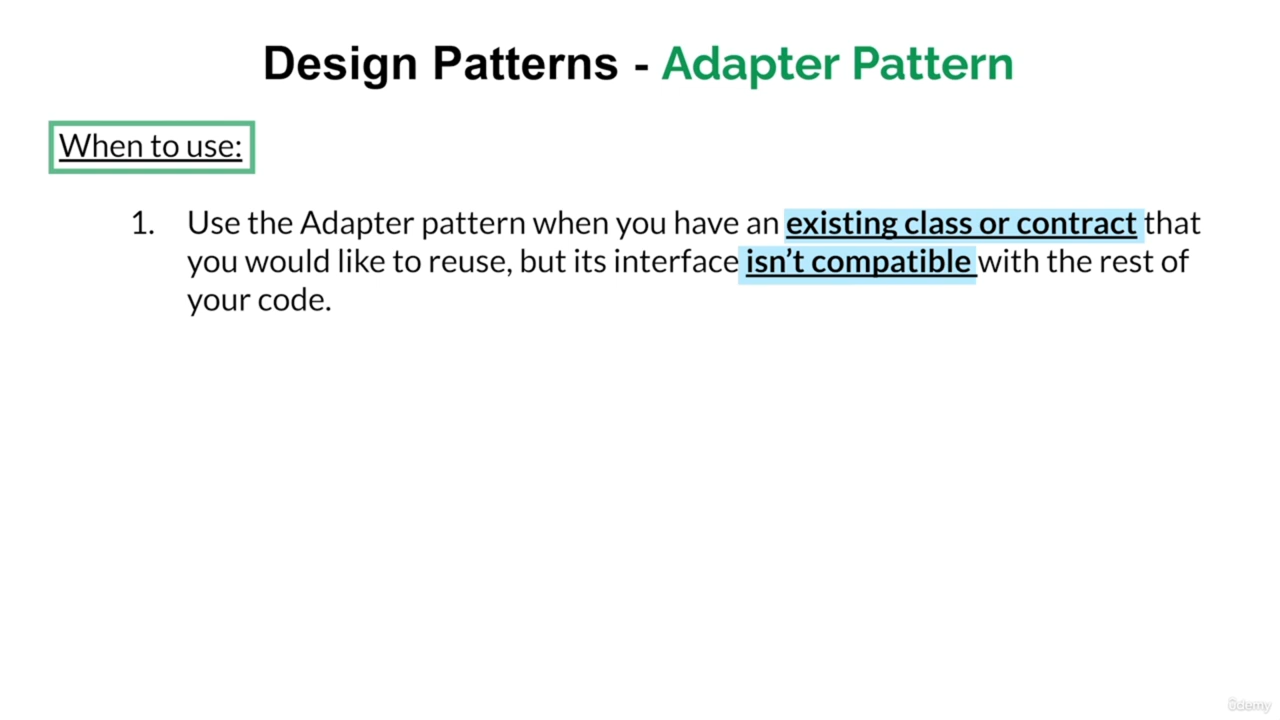 Design Patterns - Adapter Pattern
When to use:
1. Use the Adapter pattern when you have an existing class or contract that
you would like to reuse, but its interface isn’t compatible with the rest of
your code.
ûdemy